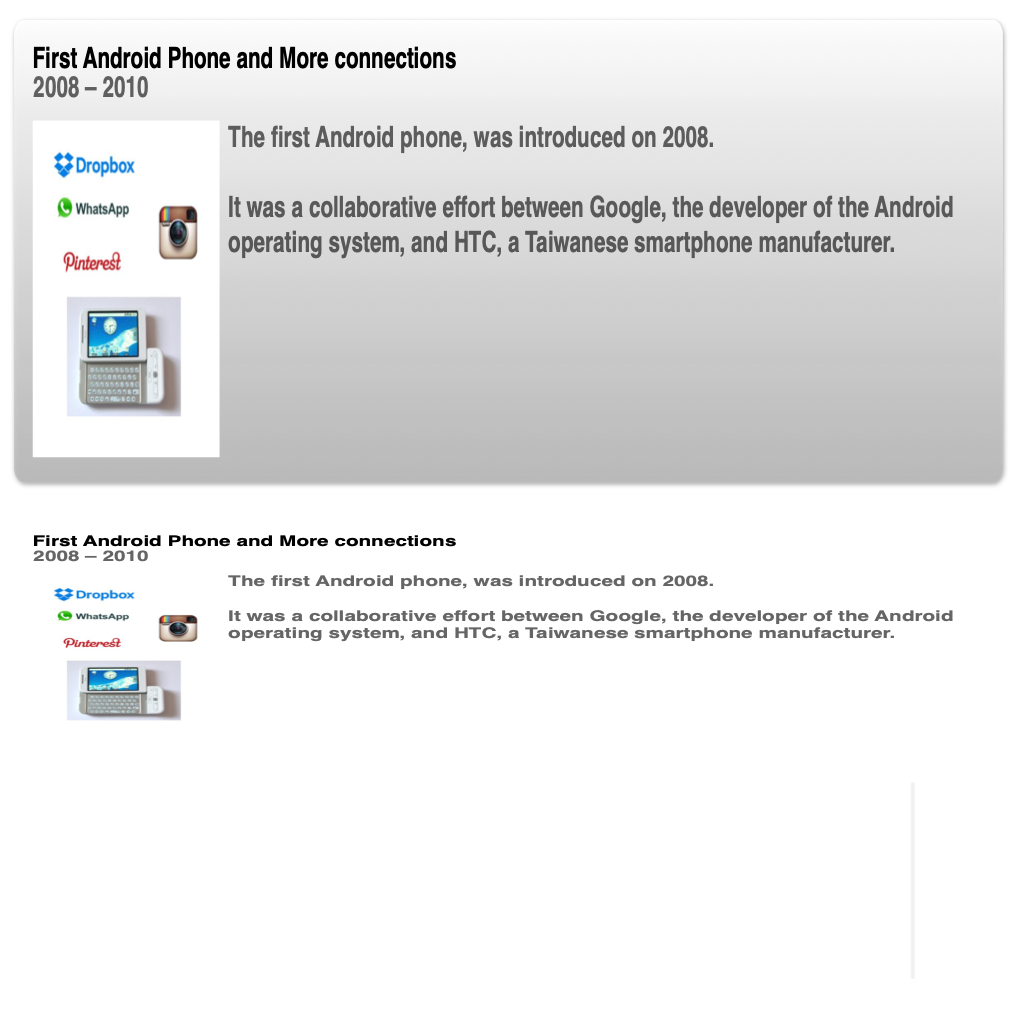 First Android Phone and More connections
2008 – 2010
The first Android phone, was introduced on 2008.
Dropbox
WhatsApp
Pinterest
It was a collaborative effort between Google, the developer of the Android
operating system, and HTC, a Taiwanese smartphone manufacturer.
First Android Phone and More connections
2008 – 2010
The first Android phone, was introduced on 2008.
Dropbox
WhatsApp
Pinterest
It was a collaborative effort between Google, the developer of the Android
operating system, and HTC, a Taiwanese smartphone manufacturer.